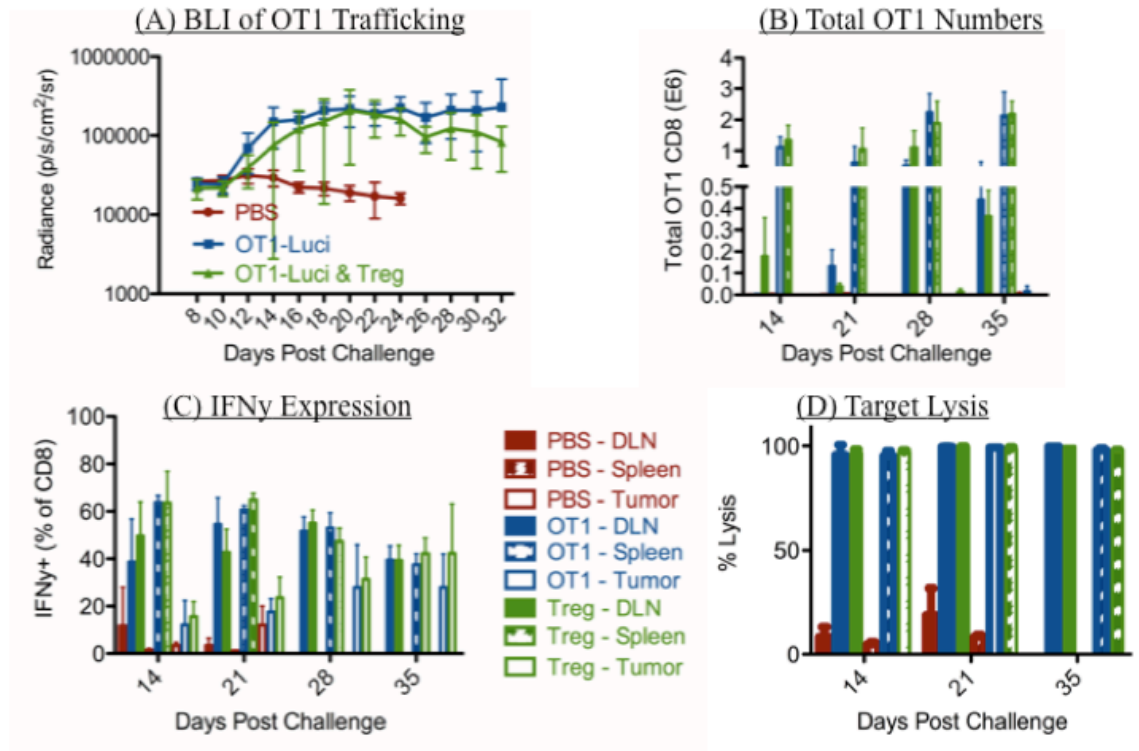 (A) BLI of OT1 Trafficking
Radiance (p/s/cm²/sr)
1000000
100000
10000
1000
PBS
OT1-Luci
OT1-Luci & Treg
8 10 12 14 16 18 20 22 24 26 28 30 32
Days Post Challenge
(B) Total OT1 Numbers
Total OT1 CD8 (E6)
4
3
2
1
0.5
0.4
0.3
0.2
0.1
0.0
14 21 28 35
Days Post Challenge
(C) IFNy Expression
IFNy+ (% of CD8)
100
80
60
40
20
0
14 21 28 35
Days Post Challenge
PBS - DLN
PBS - Spleen
PBS - Tumor
OT1 - DLN
OT1 - Spleen
OT1 - Tumor
Treg - DLN
Treg - Spleen
Treg - Tumor
(D) Target Lysis
% Lysis
100
50
0
14 21 35
Days Post Challenge